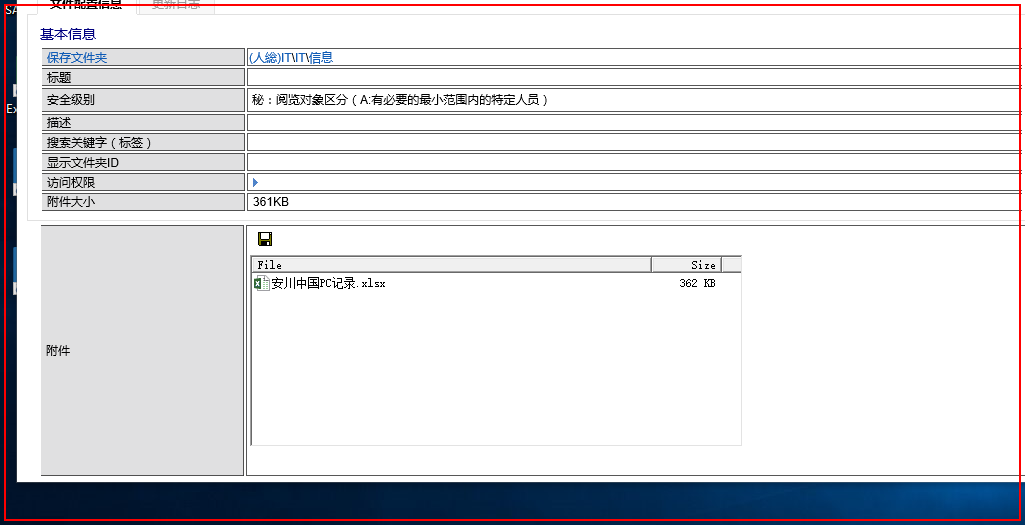 SA
文件配置信息 更新日志
基本信息
保存文件夹 (人総)IT\IT\信息
标题
安全级别 秘：阅览对象区分（A:有必要的最小范围内的特定人员）
Ex
描述
搜索关键字（标签）
显示文件夹ID
访问权限
附件大小 361KB
File Size
安川中国PC记录.xlsx 362 KB
附件